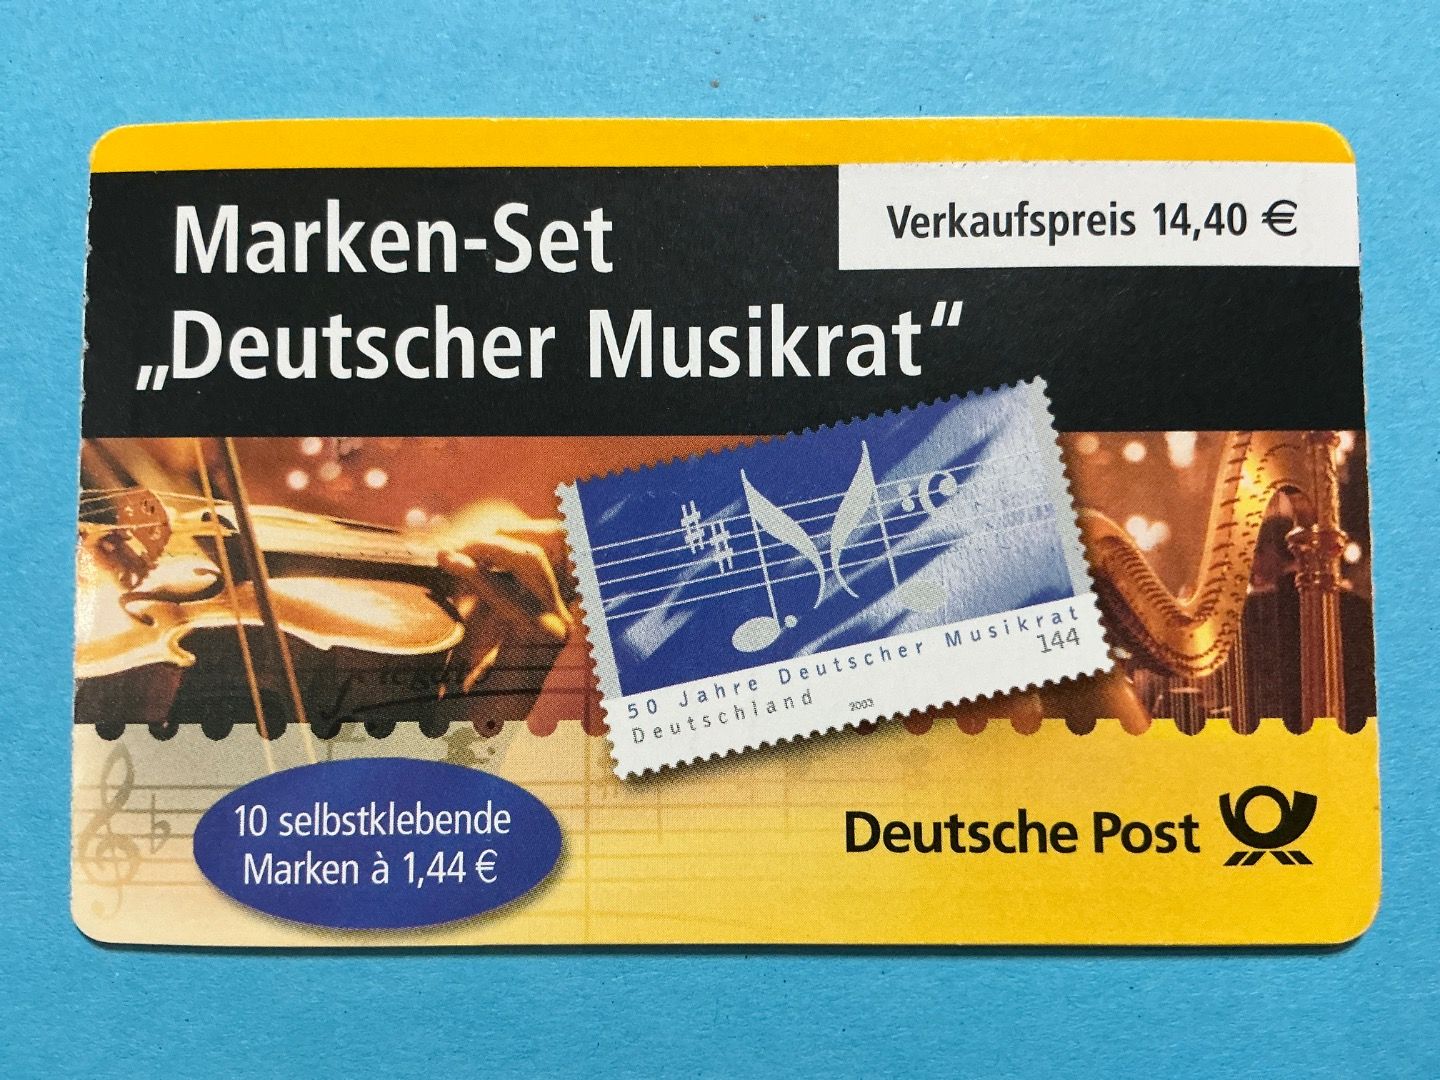 Marken-Set
„Deutscher Musikrat“
Verkaufspreis 14,40 €
50 Jahre Deutscher Musikrat
Deutschland 2003 144
10 selbstklebende
Marken à 1,44 €
Deutsche Post